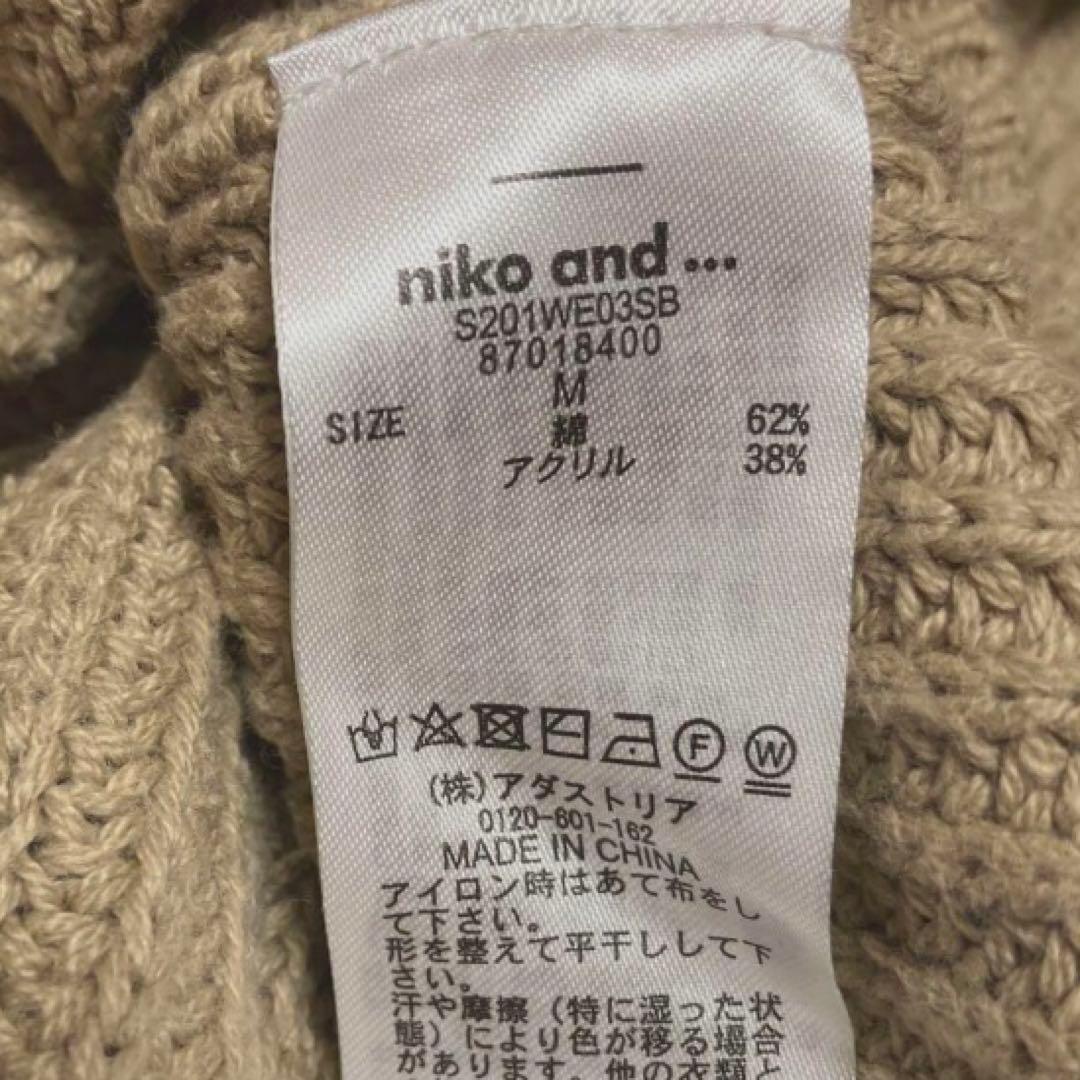 niko and ...
S201WE03SB
87018400
SIZE M
綿 62%
アクリル 38%
F W
(株)アダストリア
0120-601-162
MADE IN CHINA
アイロン時はあて布をし
て下さい。
形を整えて平干しして下
さい。
汗や摩擦（特に湿った状
態）により色が移る場合
があります。他の衣類と